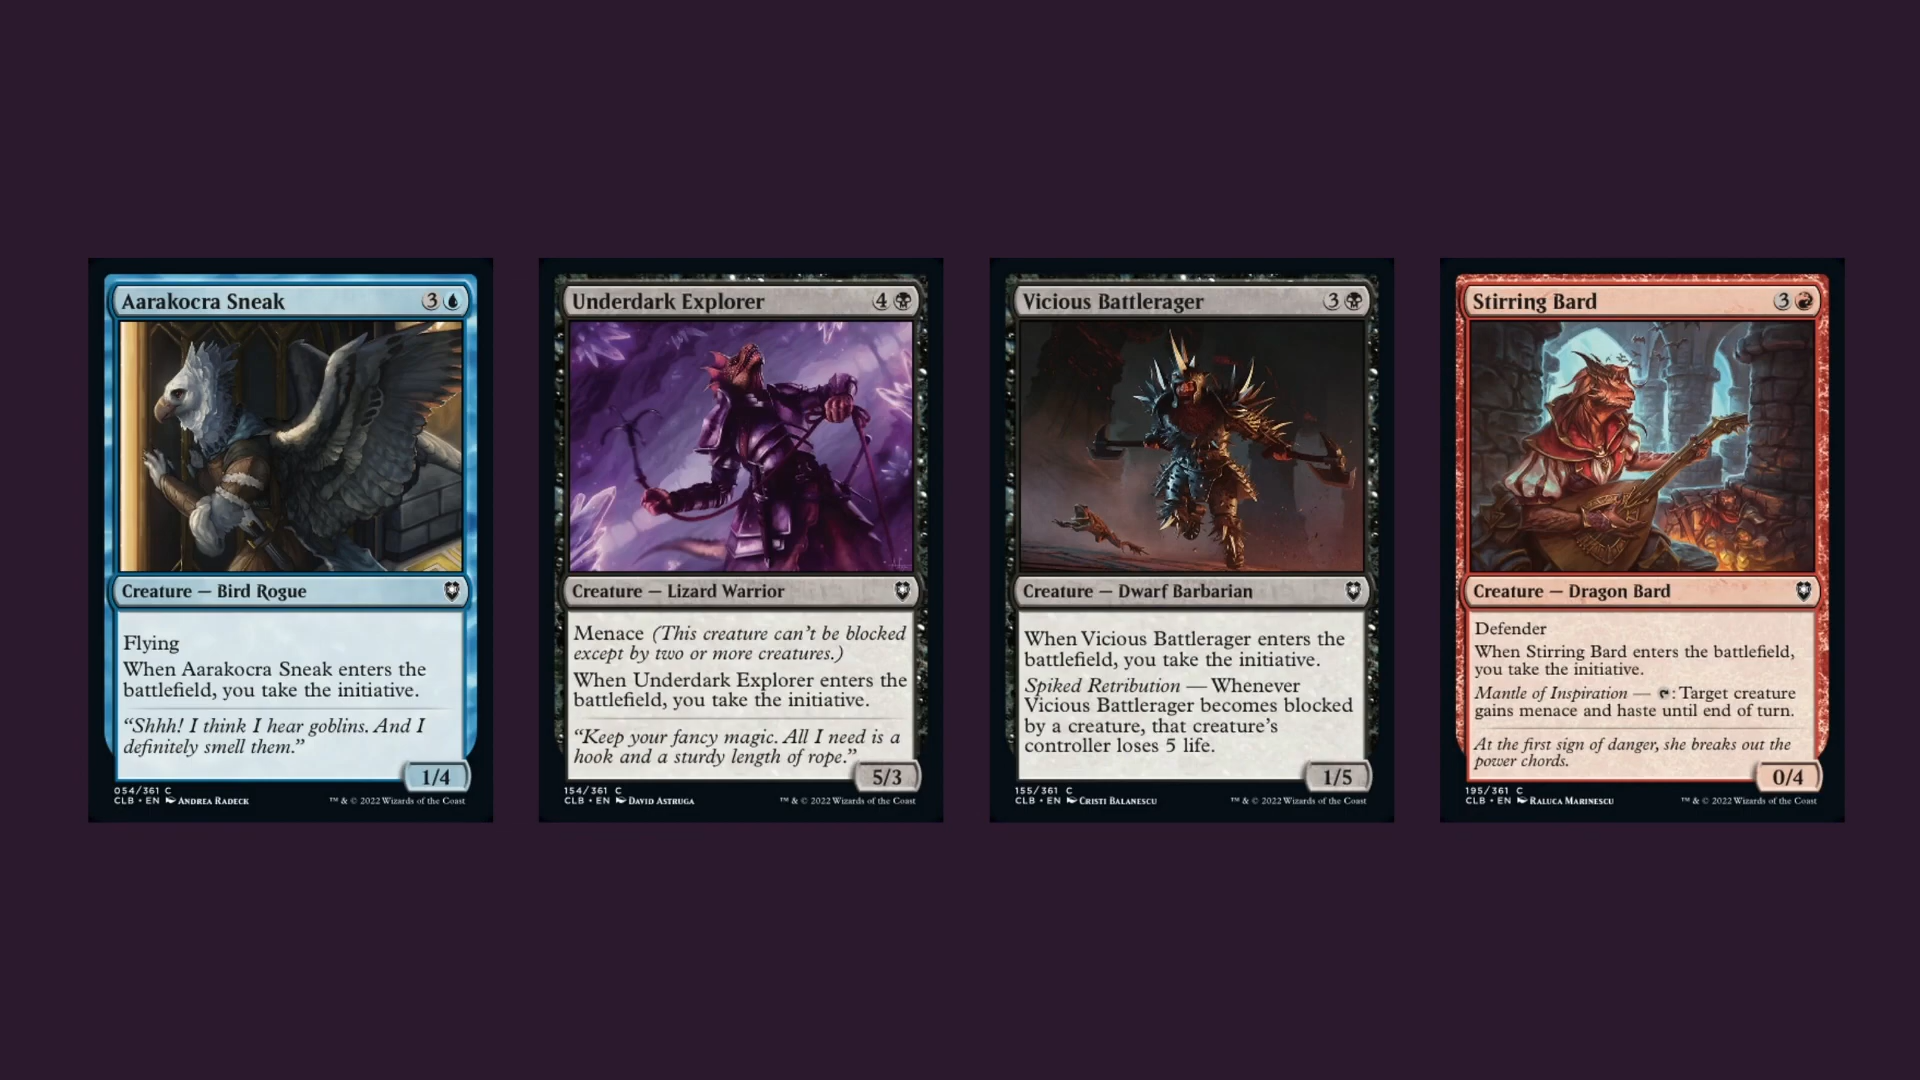 Aarakocra Sneak 3
Creature — Bird Rogue
Flying
When Aarakocra Sneak enters the
battlefield, you take the initiative.
“Shhh! I think I hear goblins. And I
definitely smell them.”
1/4
054/361 C
CLB • EN ANDREA RADECK
™ & © 2022 Wizards of the Coast
Underdark Explorer 4
Creature — Lizard Warrior
Menace (This creature can't be blocked
except by two or more creatures.)
When Underdark Explorer enters the
battlefield, you take the initiative.
“Keep your fancy magic. All I need is a
hook and a sturdy length of rope.”
5/3
154/361 C
CLB • EN DAVID ASTRUGA
™ & © 2022 Wizards of the Coast
Vicious Battlerager 3
Creature — Dwarf Barbarian
When Vicious Battlerager enters the
battlefield, you take the initiative.
Spiked Retribution — Whenever
Vicious Battlerager becomes blocked
by a creature, that creature's
controller loses 5 life.
1/5
155/361 C
CLB • EN CRISTI BALANESCU
™ & © 2022 Wizards of the Coast
Stirring Bard 3
Creature — Dragon Bard
Defender
When Stirring Bard enters the battlefield,
you take the initiative.
Mantle of Inspiration — : Target creature
gains menace and haste until end of turn.
At the first sign of danger, she breaks out the
power chords.
0/4
195/361 C
CLB • EN RALUCA MARINESCU
™ & © 2022 Wizards of the Coast